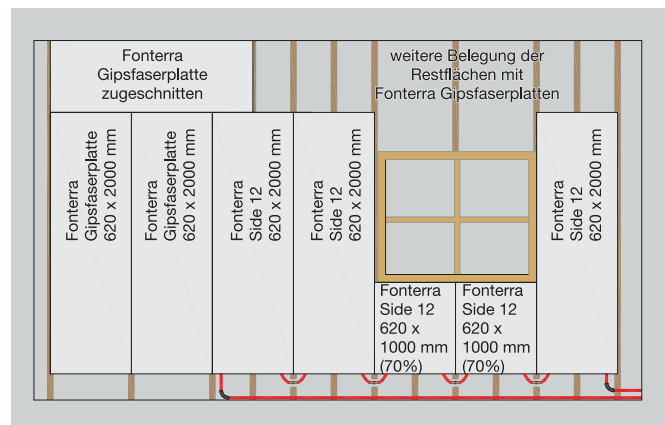 Fonterra
Gipsfaserplatte
zugeschnitten
weitere Belegung der
Restflächen mit
Fonterra Gipsfaserplatten
Fonterra
Gipsfaserplatte
620 x 2000 mm
Fonterra
Gipsfaserplatte
620 x 2000 mm
Fonterra
Side 12
620 x 2000 mm
Fonterra
Side 12
620 x 2000 mm
Fonterra
Side 12
620 x
1000 mm
(70%)
Fonterra
Side 12
620 x
1000 mm
(70%)
Fonterra
Side 12
620 x 2000 mm